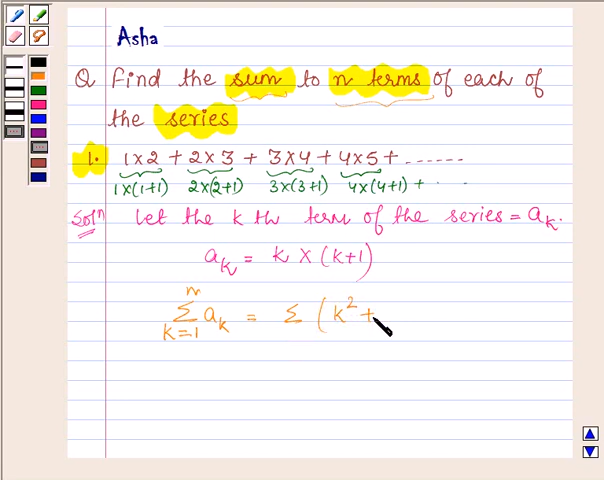 Asha
Q Find the sum to n terms of each of
the series
1. 1×2 + 2×3 + 3×4 + 4×5 + .......
1×(1+1) 2×(2+1) 3×(3+1) 4×(4+1) + . .
Solⁿ Let the k th term of the series = aₖ.
aₖ = k × (k+1)
n
Σ aₖ = Σ (k² +
k=1